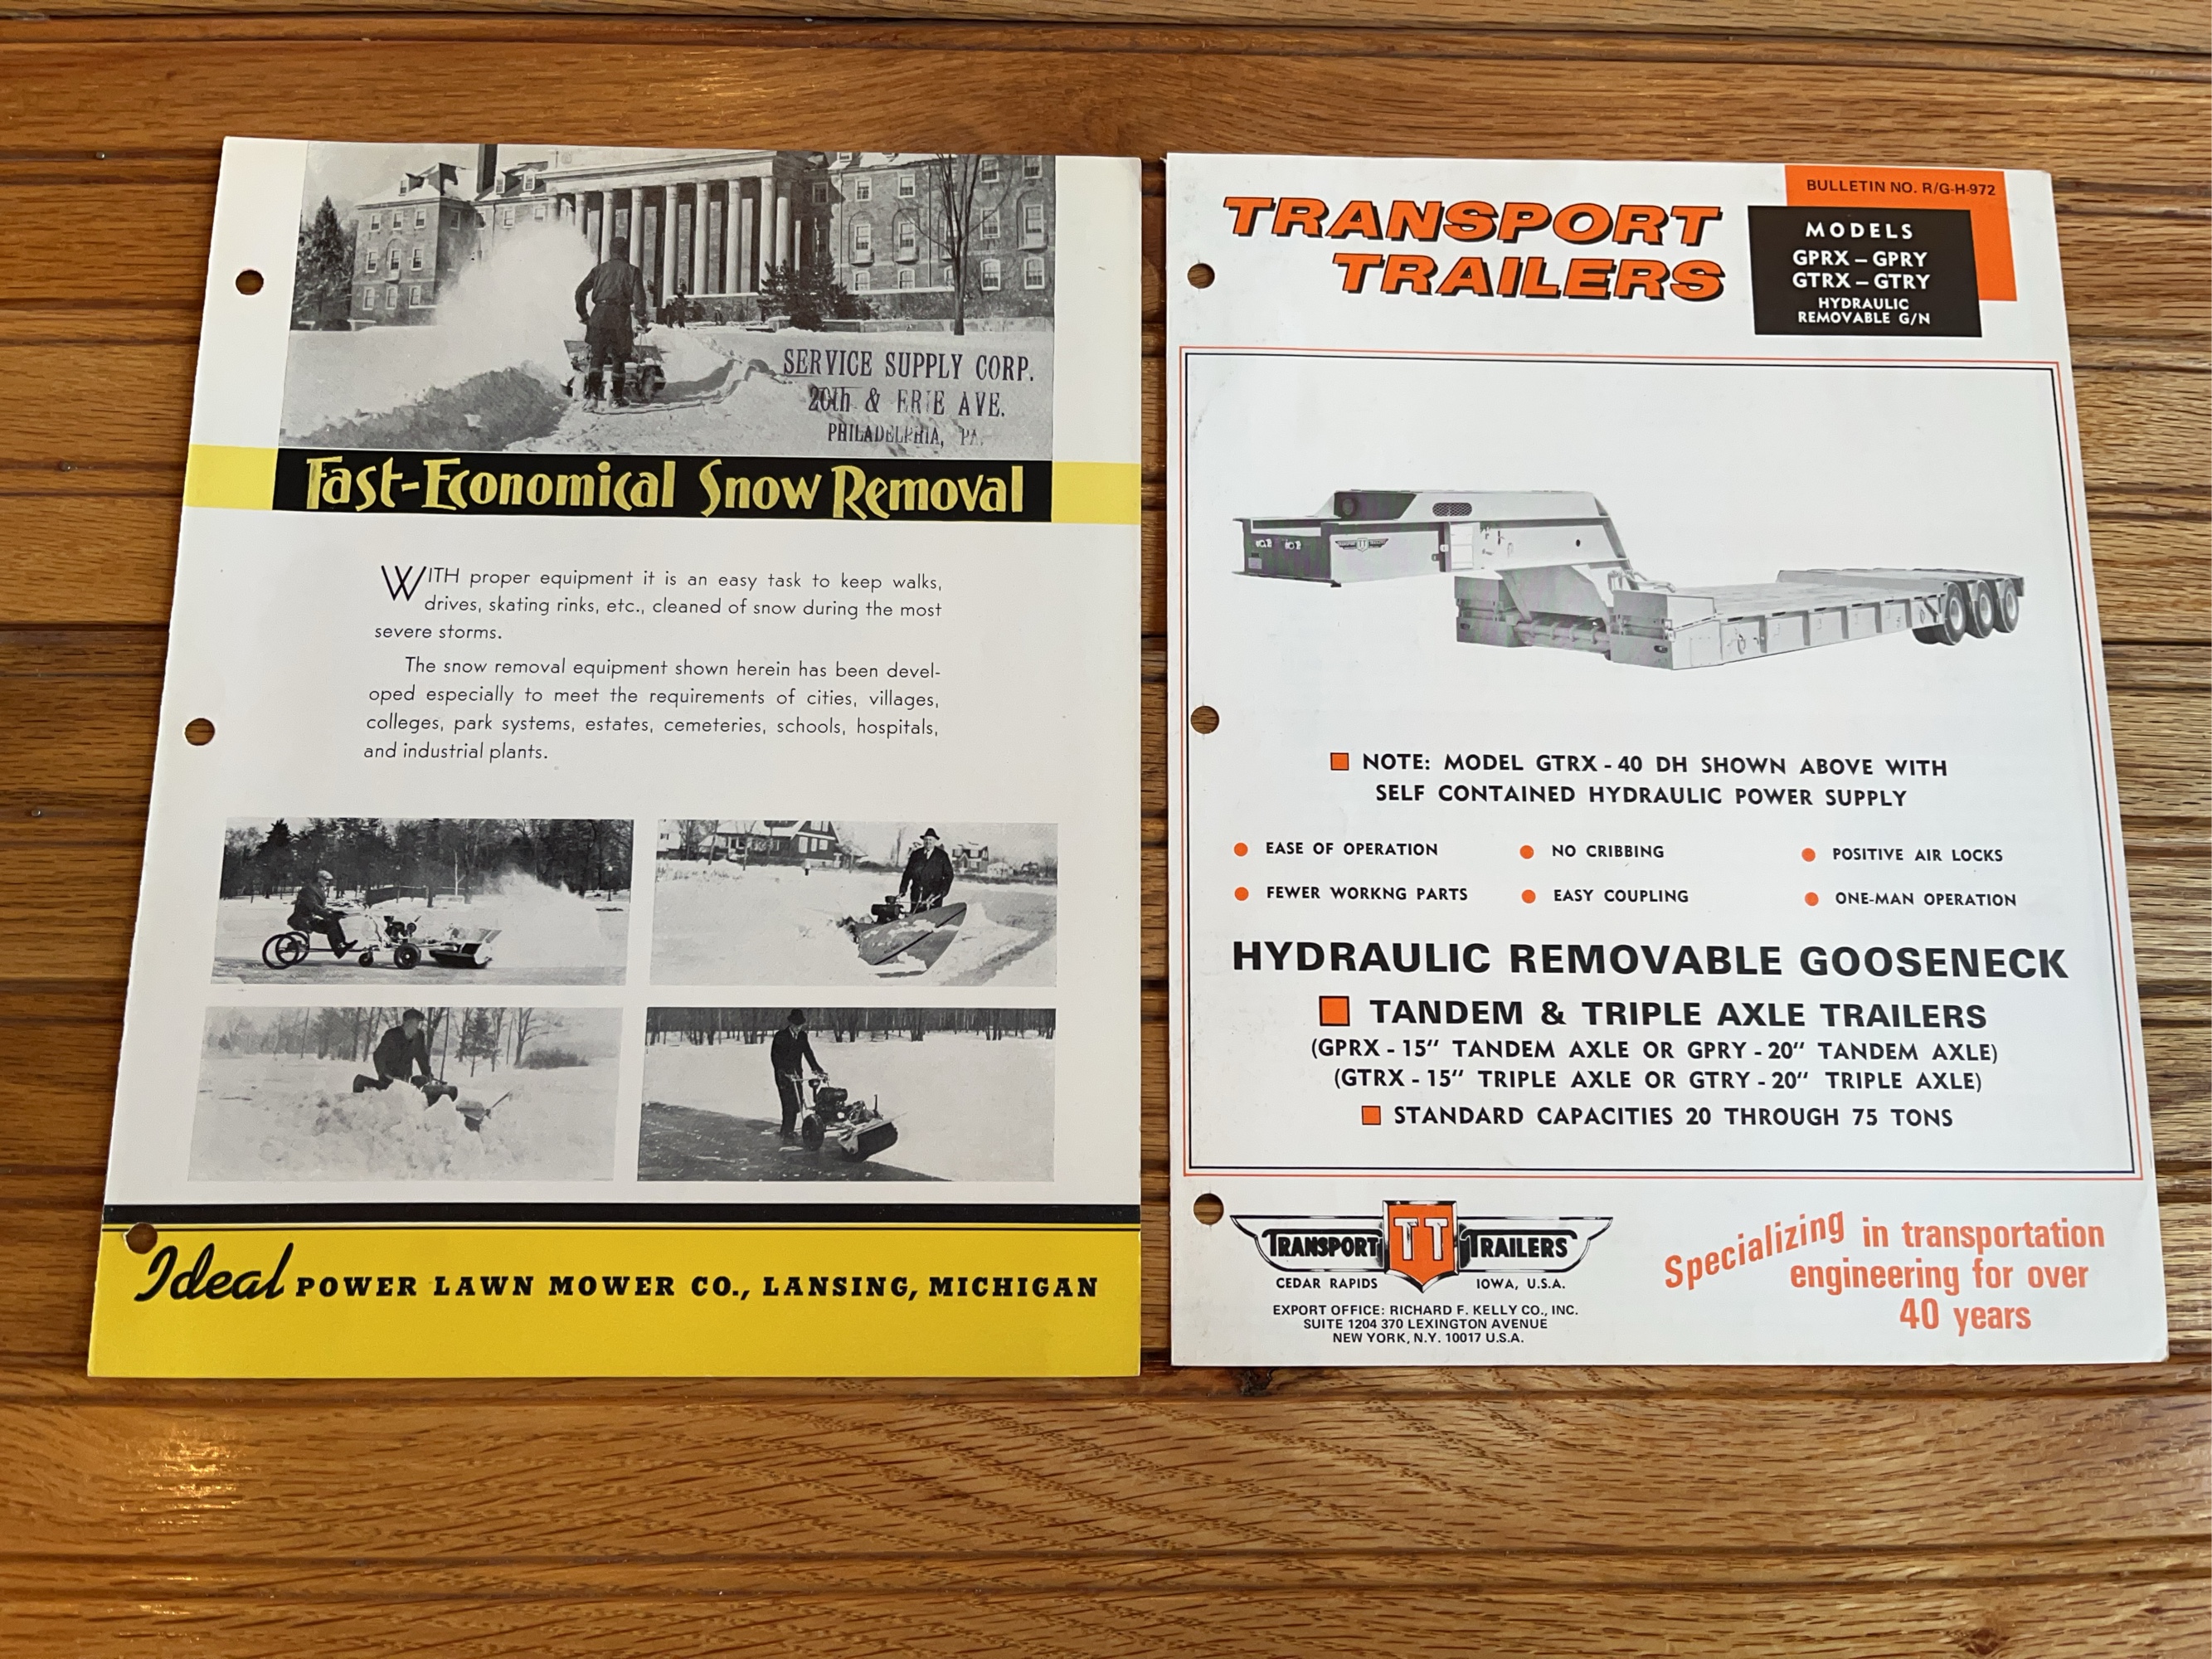 SERVICE SUPPLY CORP.
20th & ERIE AVE.
PHILADELPHIA, PA.
Fast-Economical Snow Removal
WITH proper equipment it is an easy task to keep walks,
drives, skating rinks, etc., cleaned of snow during the most
severe storms.
The snow removal equipment shown herein has been devel-
oped especially to meet the requirements of cities, villages,
colleges, park systems, estates, cemeteries, schools, hospitals,
and industrial plants.
Ideal POWER LAWN MOWER CO., LANSING, MICHIGAN
BULLETIN NO. R/G-H-972
TRANSPORT
TRAILERS
MODELS
GPRX – GPRY
GTRX – GTRY
HYDRAULIC
REMOVABLE G/N
TT
NOTE: MODEL GTRX - 40 DH SHOWN ABOVE WITH
SELF CONTAINED HYDRAULIC POWER SUPPLY
EASE OF OPERATION
NO CRIBBING
POSITIVE AIR LOCKS
FEWER WORKNG PARTS
EASY COUPLING
ONE-MAN OPERATION
HYDRAULIC REMOVABLE GOOSENECK
TANDEM & TRIPLE AXLE TRAILERS
(GPRX - 15" TANDEM AXLE OR GPRY - 20" TANDEM AXLE)
(GTRX - 15" TRIPLE AXLE OR GTRY - 20" TRIPLE AXLE)
STANDARD CAPACITIES 20 THROUGH 75 TONS
TRANSPORT TT TRAILERS
CEDAR RAPIDS IOWA, U.S.A.
EXPORT OFFICE: RICHARD F. KELLY CO., INC.
SUITE 1204 370 LEXINGTON AVENUE
NEW YORK, N.Y. 10017 U.S.A.
Specializing in transportation
engineering for over
40 years